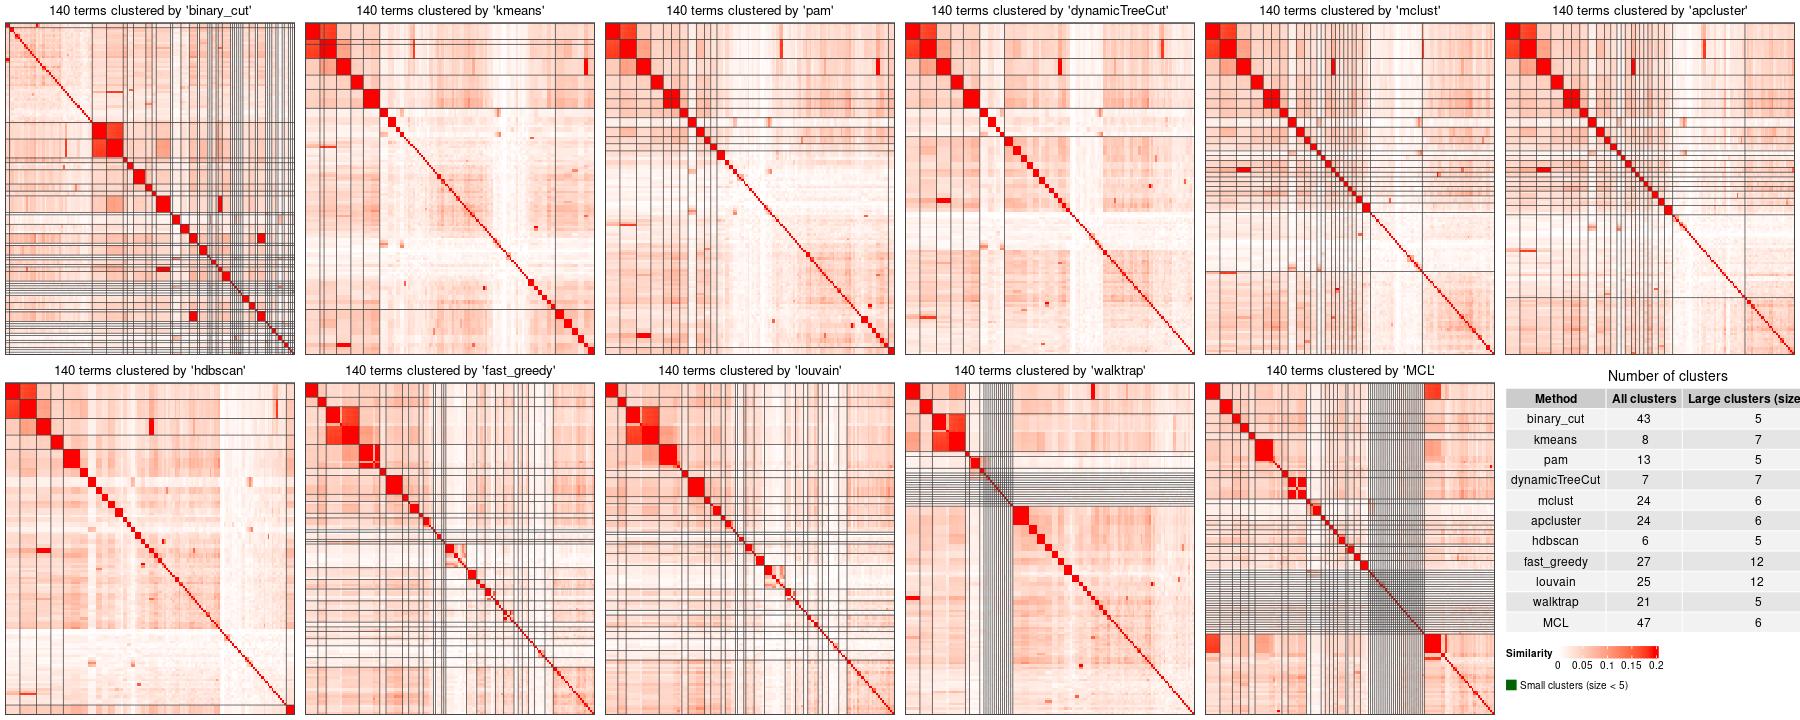 140 terms clustered by 'binary_cut'
140 terms clustered by 'kmeans'
140 terms clustered by 'pam'
140 terms clustered by 'dynamicTreeCut'
140 terms clustered by 'mclust'
140 terms clustered by 'apcluster'
140 terms clustered by 'hdbscan'
140 terms clustered by 'fast_greedy'
140 terms clustered by 'louvain'
140 terms clustered by 'walktrap'
140 terms clustered by 'MCL'
Number of clusters
Method All clusters Large clusters (size
binary_cut 43 5
kmeans 8 7
pam 13 5
dynamicTreeCut 7 7
mclust 24 6
apcluster 24 6
hdbscan 6 5
fast_greedy 27 12
louvain 25 12
walktrap 21 5
MCL 47 6
Similarity
0 0.05 0.1 0.15 0.2
Small clusters (size < 5)